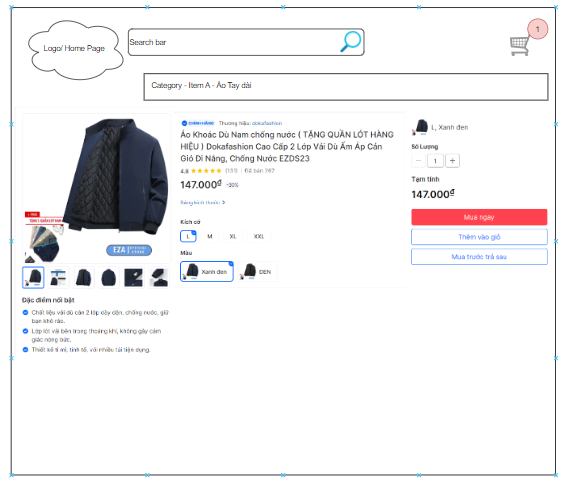 Logo/ Home Page
Search bar
1
Category - Item A - Áo Tay dài
CHÍNH HÃNG Thương hiệu: dokafashion
Áo Khoác Dù Nam chống nước ( TẶNG QUẦN LÓT HÀNG
HIỆU ) Dokafashion Cao Cấp 2 Lớp Vải Dù Ấm Áp Cản
Gió Di Nắng, Chống Nước EZDS23
4.8 (131) Đã bán 767
147.000₫ -30%
Bảng kích thước
Kích cỡ
L M XL XXL
Màu
Xanh đen ĐEN
EZA
Đặc điểm nổi bật
Chất liệu vải dù cản 2 lớp dày dặn, chống nước, giữ
bạn khô ráo.
Lớp lót vải bên trong thoáng khí, không gây cảm
giác nóng bức.
Thiết kế tỉ mỉ, tinh tế, với nhiều túi tiện dụng.
L, Xanh đen
Số Lượng
1
Tạm tính
147.000₫
Mua ngay
Thêm vào giỏ
Mua trước trả sau